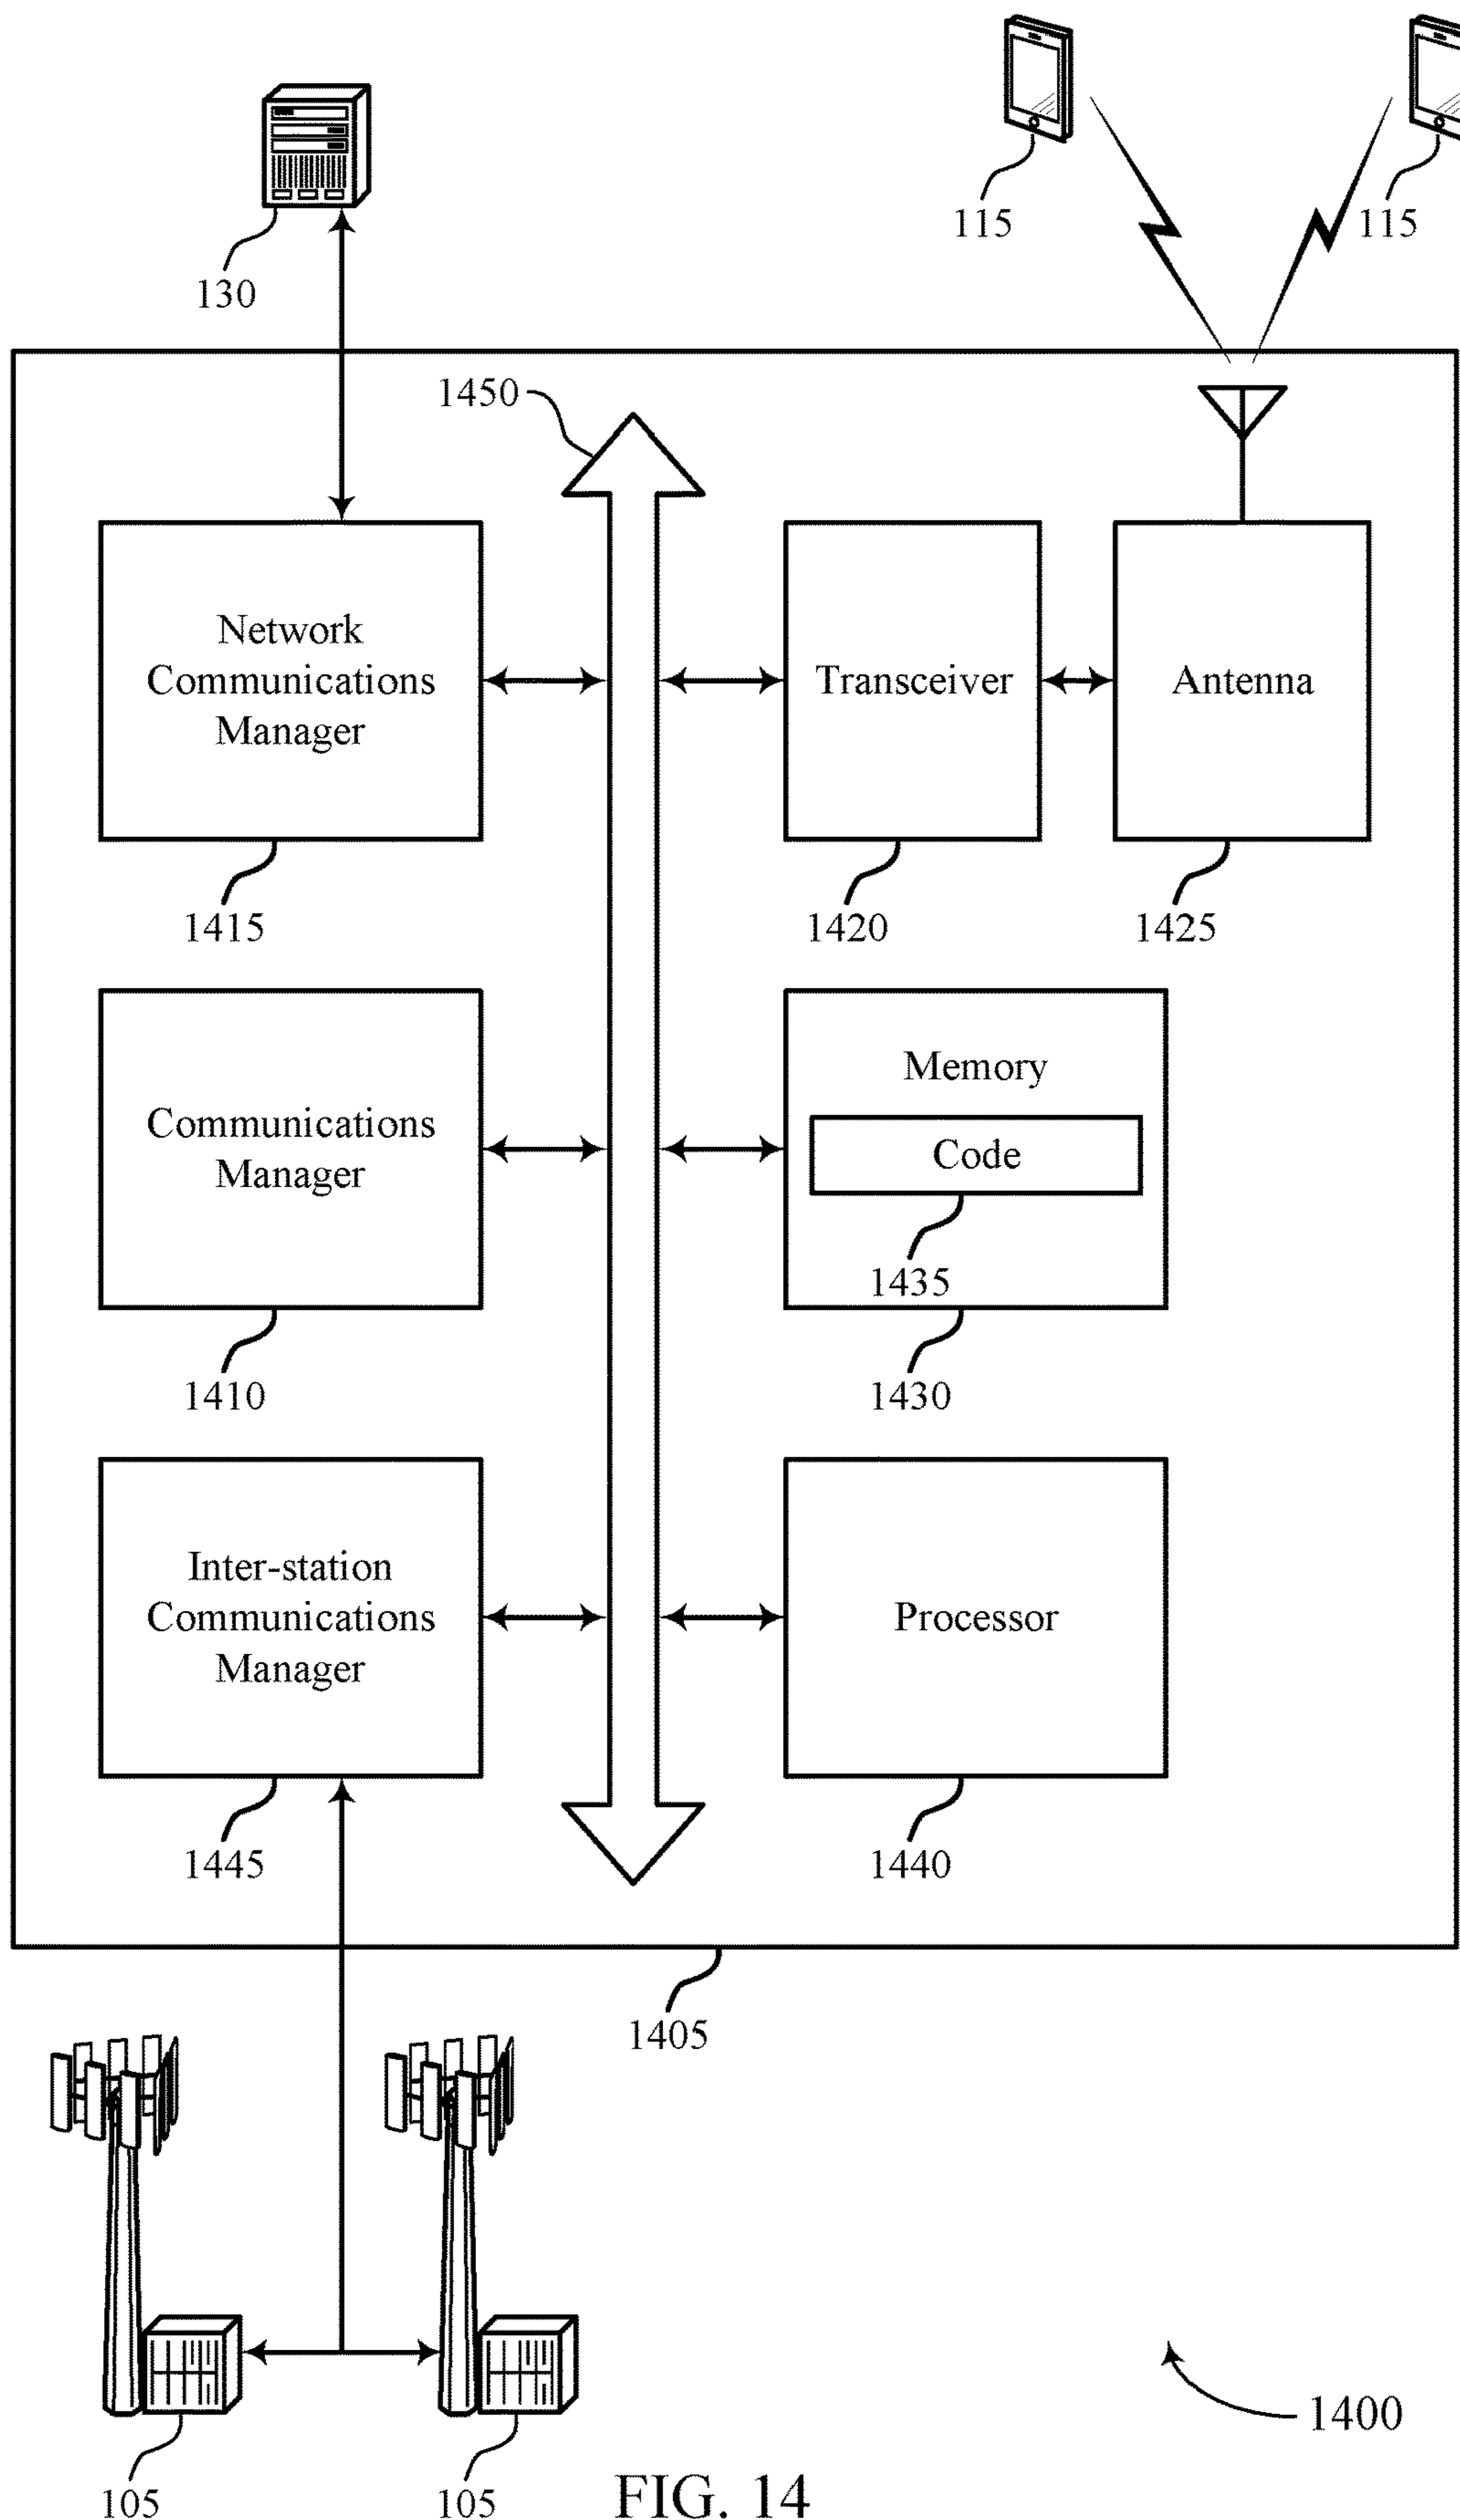 115
115
130
1450
Network
Communications
Manager
Transceiver
Antenna
1415
1420
1425
Communications
Manager
Memory
Code
1435
1410
1430
Inter-station
Communications
Manager
Processor
1445
1440
1405
1400
105
105
FIG. 14